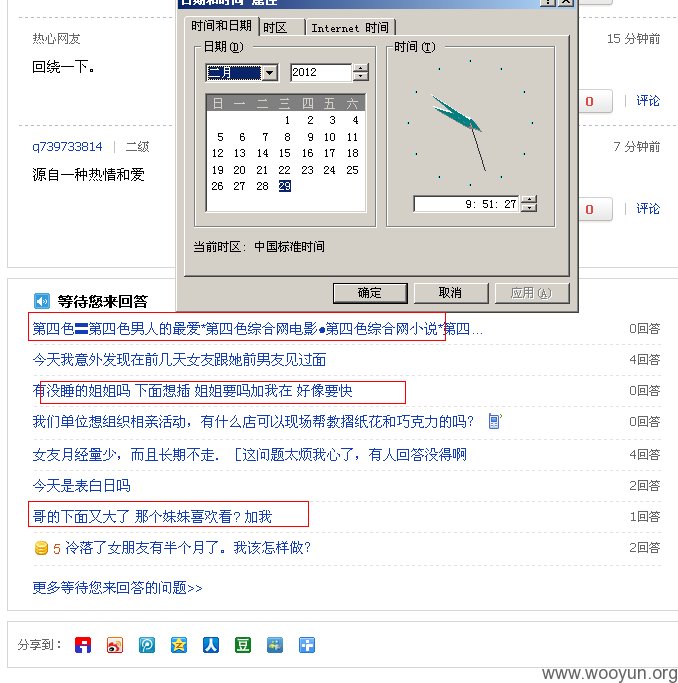 日期和时间 属性
时间和日期 时区 Internet 时间
日期(D)
时间(T)
二月 2012
日 一 二 三 四 五 六
1 2 3 4
5 6 7 8 9 10 11
12 13 14 15 16 17 18
19 20 21 22 23 24 25
26 27 28 29
9: 51: 27
当前时区: 中国标准时间
确定 取消 应用(A)
热心网友 15 分钟前
回绕一下。
0 评论
q739733814 二级 7 分钟前
源自一种热情和爱
0 评论
等待您来回答
第四色〓第四色男人的最爱*第四色综合网电影●第四色综合网小说*第四... 0回答
今天我意外发现在前几天女友跟她前男友见过面 4回答
有没睡的姐姐吗 下面想插 姐姐要吗加我在 好像要快 0回答
我们单位想组织相亲活动，有什么店可以现场帮教摺纸花和巧克力的吗? 0回答
女友月经量少，而且长期不走．［这问题太烦我心了，有人回答没得啊 4回答
今天是表白日吗 2回答
哥的下面又大了 那个妹妹喜欢看? 加我 1回答
5 冷落了女朋友有半个月了。我该怎样做? 2回答
更多等待您来回答的问题>>
分享到：
www.wooyun.org